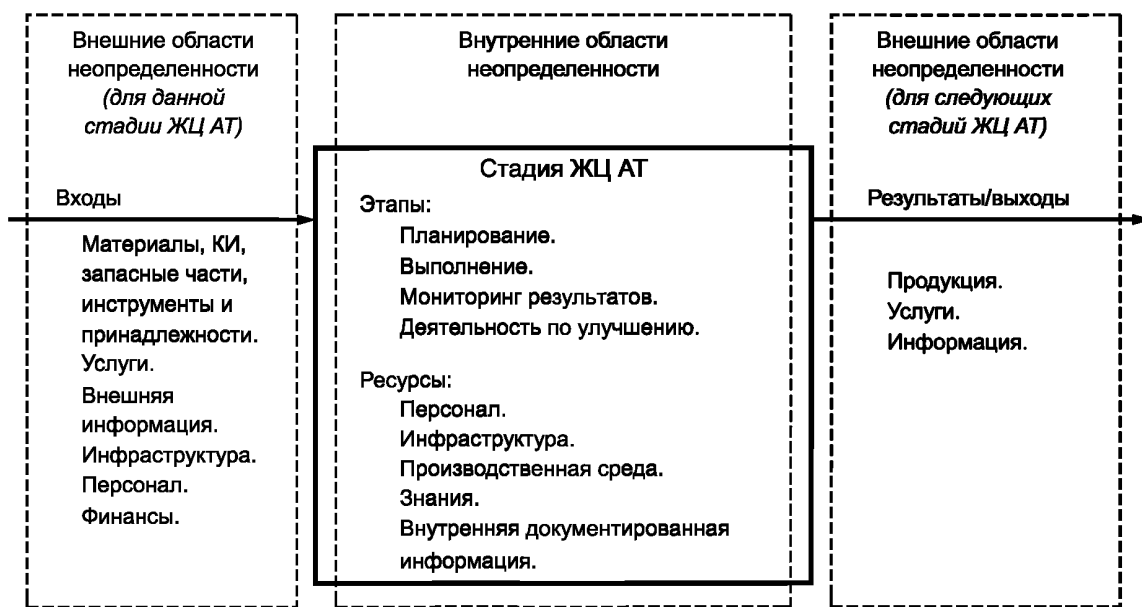 Внешние области
неопределенности
(для данной
стадии ЖЦ АТ)
Входы
Материалы, КИ,
запасные части,
инструменты и
принадлежности.
Услуги.
Внешняя
информация.
Инфраструктура.
Персонал.
Финансы.
Внутренние области
неопределенности
Стадия ЖЦ АТ
Этапы:
Планирование.
Выполнение.
Мониторинг результатов.
Деятельность по улучшению.
Ресурсы:
Персонал.
Инфраструктура.
Производственная среда.
Знания.
Внутренняя документированная
информация.
Внешние области
неопределенности
(для следующих
стадий ЖЦ АТ)
Результаты/выходы
Продукция.
Услуги.
Информация.